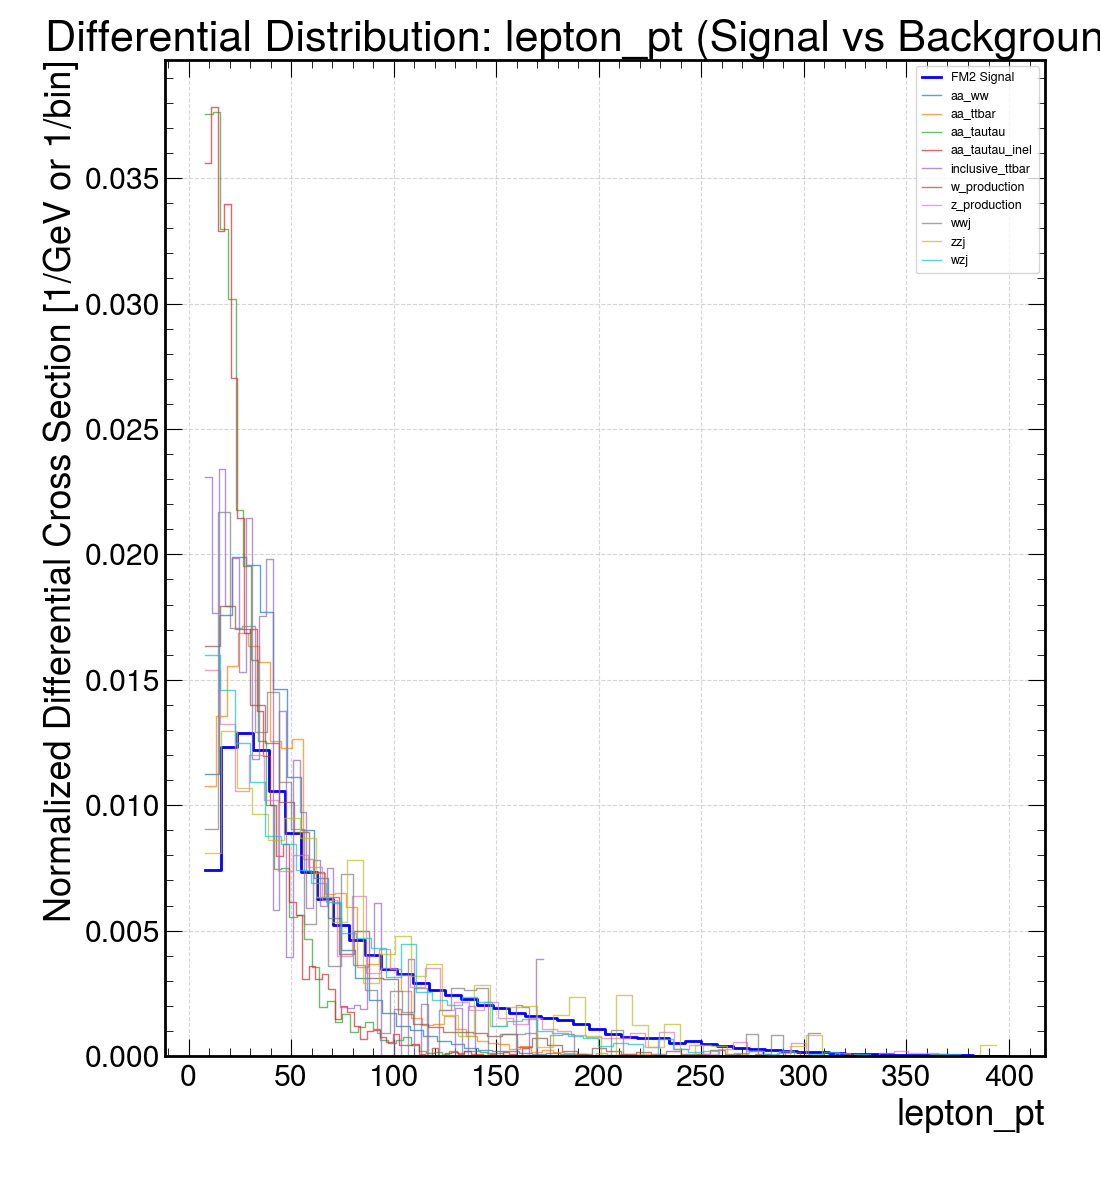 Differential Distribution: lepton_pt (Signal vs Backgroun
Normalized Differential Cross Section [1/GeV or 1/bin]
FM2 Signal
aa_ww
aa_ttbar
aa_tautau
aa_tautau_inel
inclusive_ttbar
w_production
z_production
wwj
zzj
wzj
0.035
0.030
0.025
0.020
0.015
0.010
0.005
0.000
0 50 100 150 200 250 300 350 400
lepton_pt